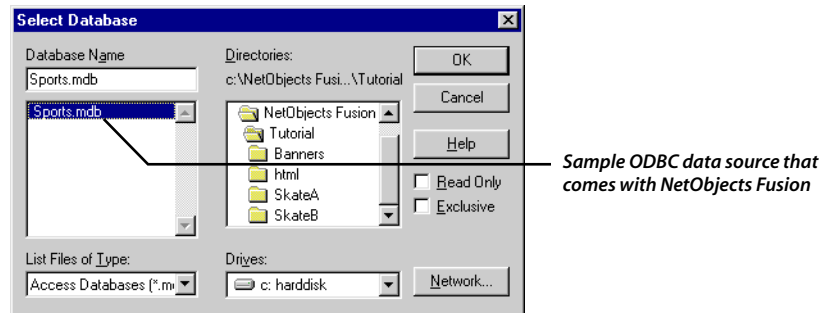 Select Database
Database Name
Sports.mdb
Sports.mdb
List Files of Type:
Access Databases (*.m
Directories:
c:\NetObjects Fusi...\Tutorial
NetObjects Fusion
Tutorial
Banners
html
SkateA
SkateB
Drives:
c: harddisk
OK
Cancel
Help
Read Only
Exclusive
Network...
Sample ODBC data source that
comes with NetObjects Fusion